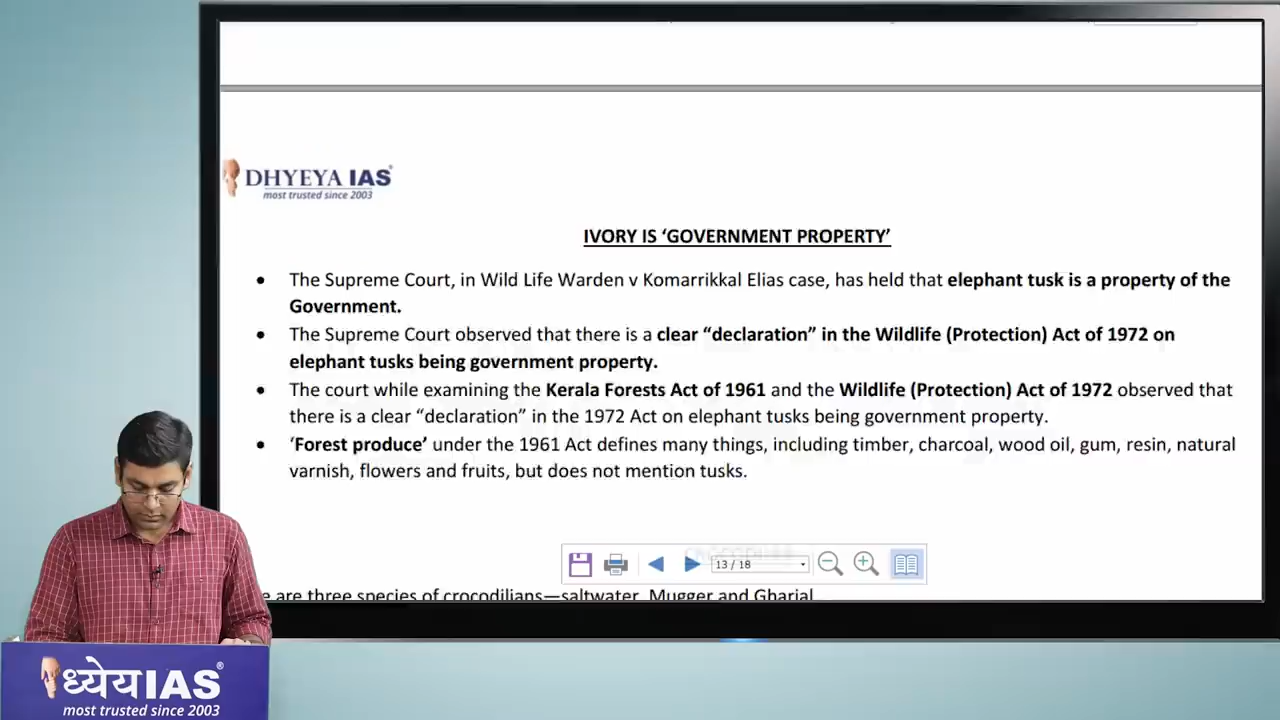 DHYEYA IAS®
most trusted since 2003
IVORY IS ‘GOVERNMENT PROPERTY’
• The Supreme Court, in Wild Life Warden v Komarrikkal Elias case, has held that elephant tusk is a property of the
Government.
• The Supreme Court observed that there is a clear “declaration” in the Wildlife (Protection) Act of 1972 on
elephant tusks being government property.
• The court while examining the Kerala Forests Act of 1961 and the Wildlife (Protection) Act of 1972 observed that
there is a clear “declaration” in the 1972 Act on elephant tusks being government property.
• ‘Forest produce’ under the 1961 Act defines many things, including timber, charcoal, wood oil, gum, resin, natural
varnish, flowers and fruits, but does not mention tusks.
13 / 18
e are three species of crocodilians—saltwater, Mugger and Gharial
ध्येय IAS®
most trusted since 2003